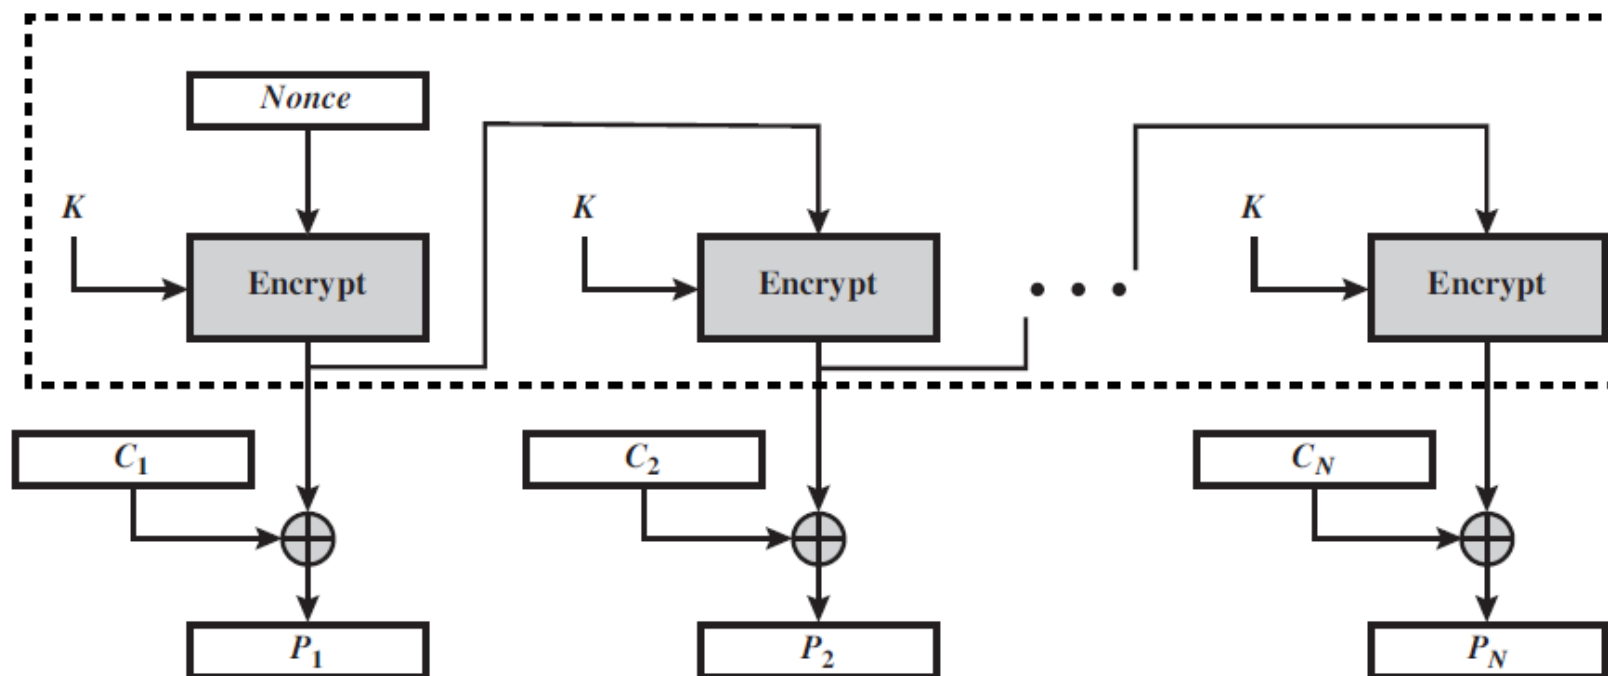 Nonce
K K K
Encrypt Encrypt Encrypt
C1 C2 CN
P1 P2 PN